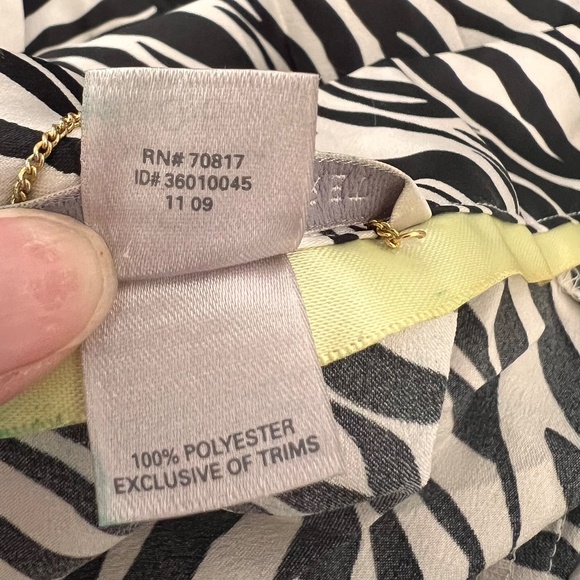 RN# 70817
ID# 36010045
11 09
100% POLYESTER
EXCLUSIVE OF TRIMS